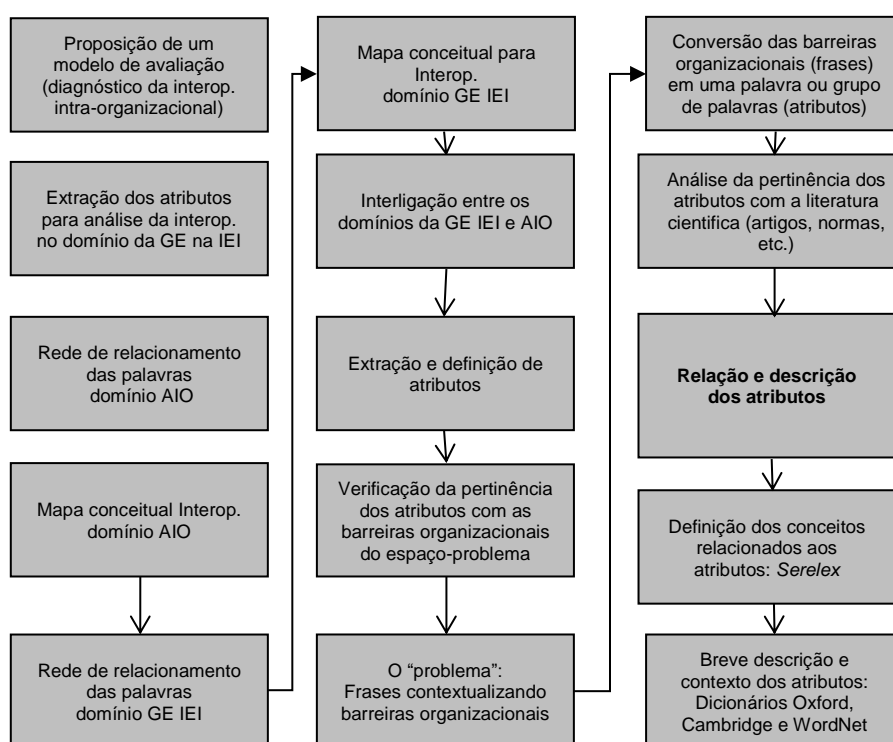 Proposição de um
modelo de avaliação
(diagnóstico da interop.
intra-organizacional)
Extração dos atributos
para análise da interop.
no domínio da GE na IEI
Rede de relacionamento
das palavras
domínio AIO
Mapa conceitual Interop.
domínio AIO
Rede de relacionamento
das palavras
domínio GE IEI
Mapa conceitual para
Interop.
domínio GE IEI
Interligação entre os
domínios da GE IEI e AIO
Extração e definição de
atributos
Verificação da pertinência
dos atributos com as
barreiras organizacionais
do espaço-problema
O “problema”:
Frases contextualizando
barreiras organizacionais
Conversão das barreiras
organizacionais (frases)
em uma palavra ou grupo
de palavras (atributos)
Análise da pertinência dos
atributos com a literatura
cientifica (artigos, normas,
etc.)
Relação e descrição
dos atributos
Definição dos conceitos
relacionados aos
atributos: Serelex
Breve descrição e
contexto dos atributos:
Dicionários Oxford,
Cambridge e WordNet